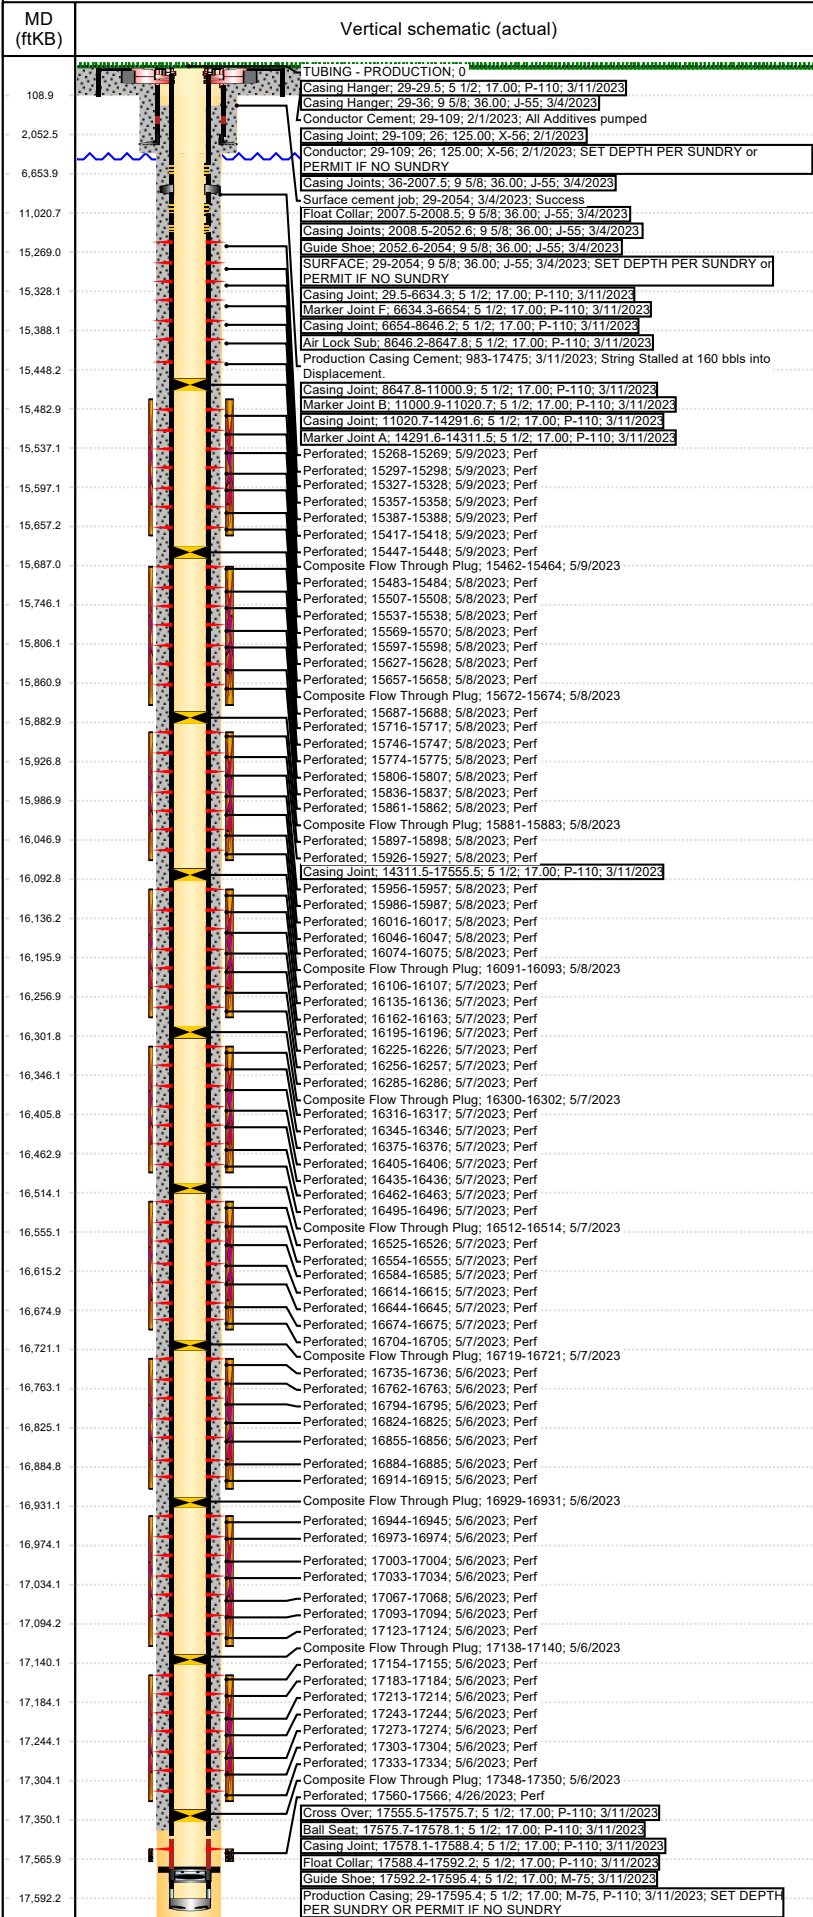 MD
(ftKB)
Vertical schematic (actual)
108.9
2,052.5
6,653.9
11,020.7
15,269.0
15,328.1
15,388.1
15,448.2
15,482.9
15,537.1
15,597.1
15,657.2
15,687.0
15,746.1
15,806.1
15,860.9
15,882.9
15,926.8
15,986.9
16,046.9
16,092.8
16,136.2
16,195.9
16,256.9
16,301.8
16,346.1
16,405.8
16,462.9
16,514.1
16,555.1
16,615.2
16,674.9
16,721.1
16,763.1
16,825.1
16,884.8
16,931.1
16,974.1
17,034.1
17,094.2
17,140.1
17,184.1
17,244.1
17,304.1
17,350.1
17,565.9
17,592.2
TUBING - PRODUCTION; 0
Casing Hanger; 29-29.5; 5 1/2; 17.00; P-110; 3/11/2023
Casing Hanger; 29-36; 9 5/8; 36.00; J-55; 3/4/2023
Conductor Cement; 29-109; 2/1/2023; All Additives pumped
Casing Joint; 29-109; 26; 125.00; X-56; 2/1/2023
Conductor; 29-109; 26; 125.00; X-56; 2/1/2023; SET DEPTH PER SUNDRY or
PERMIT IF NO SUNDRY
Casing Joints; 36-2007.5; 9 5/8; 36.00; J-55; 3/4/2023
Surface cement job; 29-2054; 3/4/2023; Success
Float Collar; 2007.5-2008.5; 9 5/8; 36.00; J-55; 3/4/2023
Casing Joints; 2008.5-2052.6; 9 5/8; 36.00; J-55; 3/4/2023
Guide Shoe; 2052.6-2054; 9 5/8; 36.00; J-55; 3/4/2023
SURFACE; 29-2054; 9 5/8; 36.00; J-55; 3/4/2023; SET DEPTH PER SUNDRY or
PERMIT IF NO SUNDRY
Casing Joint; 29.5-6634.3; 5 1/2; 17.00; P-110; 3/11/2023
Marker Joint F; 6634.3-6654; 5 1/2; 17.00; P-110; 3/11/2023
Casing Joint; 6654-8646.2; 5 1/2; 17.00; P-110; 3/11/2023
Air Lock Sub; 8646.2-8647.8; 5 1/2; 17.00; P-110; 3/11/2023
Production Casing Cement; 983-17475; 3/11/2023; String Stalled at 160 bbls into
Displacement.
Casing Joint; 8647.8-11000.9; 5 1/2; 17.00; P-110; 3/11/2023
Marker Joint B; 11000.9-11020.7; 5 1/2; 17.00; P-110; 3/11/2023
Casing Joint; 11020.7-14291.6; 5 1/2; 17.00; P-110; 3/11/2023
Marker Joint A; 14291.6-14311.5; 5 1/2; 17.00; P-110; 3/11/2023
Perforated; 15268-15269; 5/9/2023; Perf
Perforated; 15297-15298; 5/9/2023; Perf
Perforated; 15327-15328; 5/9/2023; Perf
Perforated; 15357-15358; 5/9/2023; Perf
Perforated; 15387-15388; 5/9/2023; Perf
Perforated; 15417-15418; 5/9/2023; Perf
Perforated; 15447-15448; 5/9/2023; Perf
Composite Flow Through Plug; 15462-15464; 5/9/2023
Perforated; 15483-15484; 5/8/2023; Perf
Perforated; 15507-15508; 5/8/2023; Perf
Perforated; 15537-15538; 5/8/2023; Perf
Perforated; 15569-15570; 5/8/2023; Perf
Perforated; 15597-15598; 5/8/2023; Perf
Perforated; 15627-15628; 5/8/2023; Perf
Perforated; 15657-15658; 5/8/2023; Perf
Composite Flow Through Plug; 15672-15674; 5/8/2023
Perforated; 15687-15688; 5/8/2023; Perf
Perforated; 15716-15717; 5/8/2023; Perf
Perforated; 15746-15747; 5/8/2023; Perf
Perforated; 15774-15775; 5/8/2023; Perf
Perforated; 15806-15807; 5/8/2023; Perf
Perforated; 15836-15837; 5/8/2023; Perf
Perforated; 15861-15862; 5/8/2023; Perf
Composite Flow Through Plug; 15881-15883; 5/8/2023
Perforated; 15897-15898; 5/8/2023; Perf
Perforated; 15926-15927; 5/8/2023; Perf
Casing Joint; 14311.5-17555.5; 5 1/2; 17.00; P-110; 3/11/2023
Perforated; 15956-15957; 5/8/2023; Perf
Perforated; 15986-15987; 5/8/2023; Perf
Perforated; 16016-16017; 5/8/2023; Perf
Perforated; 16046-16047; 5/8/2023; Perf
Perforated; 16074-16075; 5/8/2023; Perf
Composite Flow Through Plug; 16091-16093; 5/8/2023
Perforated; 16106-16107; 5/7/2023; Perf
Perforated; 16135-16136; 5/7/2023; Perf
Perforated; 16162-16163; 5/7/2023; Perf
Perforated; 16195-16196; 5/7/2023; Perf
Perforated; 16225-16226; 5/7/2023; Perf
Perforated; 16256-16257; 5/7/2023; Perf
Perforated; 16285-16286; 5/7/2023; Perf
Composite Flow Through Plug; 16300-16302; 5/7/2023
Perforated; 16316-16317; 5/7/2023; Perf
Perforated; 16345-16346; 5/7/2023; Perf
Perforated; 16375-16376; 5/7/2023; Perf
Perforated; 16405-16406; 5/7/2023; Perf
Perforated; 16435-16436; 5/7/2023; Perf
Perforated; 16462-16463; 5/7/2023; Perf
Perforated; 16495-16496; 5/7/2023; Perf
Composite Flow Through Plug; 16512-16514; 5/7/2023
Perforated; 16525-16526; 5/7/2023; Perf
Perforated; 16554-16555; 5/7/2023; Perf
Perforated; 16584-16585; 5/7/2023; Perf
Perforated; 16614-16615; 5/7/2023; Perf
Perforated; 16644-16645; 5/7/2023; Perf
Perforated; 16674-16675; 5/7/2023; Perf
Perforated; 16704-16705; 5/7/2023; Perf
Composite Flow Through Plug; 16719-16721; 5/7/2023
Perforated; 16735-16736; 5/6/2023; Perf
Perforated; 16762-16763; 5/6/2023; Perf
Perforated; 16794-16795; 5/6/2023; Perf
Perforated; 16824-16825; 5/6/2023; Perf
Perforated; 16855-16856; 5/6/2023; Perf
Perforated; 16884-16885; 5/6/2023; Perf
Perforated; 16914-16915; 5/6/2023; Perf
Composite Flow Through Plug; 16929-16931; 5/6/2023
Perforated; 16944-16945; 5/6/2023; Perf
Perforated; 16973-16974; 5/6/2023; Perf
Perforated; 17003-17004; 5/6/2023; Perf
Perforated; 17033-17034; 5/6/2023; Perf
Perforated; 17067-17068; 5/6/2023; Perf
Perforated; 17093-17094; 5/6/2023; Perf
Perforated; 17123-17124; 5/6/2023; Perf
Composite Flow Through Plug; 17138-17140; 5/6/2023
Perforated; 17154-17155; 5/6/2023; Perf
Perforated; 17183-17184; 5/6/2023; Perf
Perforated; 17213-17214; 5/6/2023; Perf
Perforated; 17243-17244; 5/6/2023; Perf
Perforated; 17273-17274; 5/6/2023; Perf
Perforated; 17303-17304; 5/6/2023; Perf
Perforated; 17333-17334; 5/6/2023; Perf
Composite Flow Through Plug; 17348-17350; 5/6/2023
Perforated; 17560-17566; 4/26/2023; Perf
Cross Over; 17555.5-17575.7; 5 1/2; 17.00; P-110; 3/11/2023
Ball Seat; 17575.7-17578.1; 5 1/2; 17.00; P-110; 3/11/2023
Casing Joint; 17578.1-17588.4; 5 1/2; 17.00; P-110; 3/11/2023
Float Collar; 17588.4-17592.2; 5 1/2; 17.00; P-110; 3/11/2023
Guide Shoe; 17592.2-17595.4; 5 1/2; 17.00; M-75; 3/11/2023
Production Casing; 29-17595.4; 5 1/2; 17.00; M-75, P-110; 3/11/2023; SET DEPTH
PER SUNDRY OR PERMIT IF NO SUNDRY